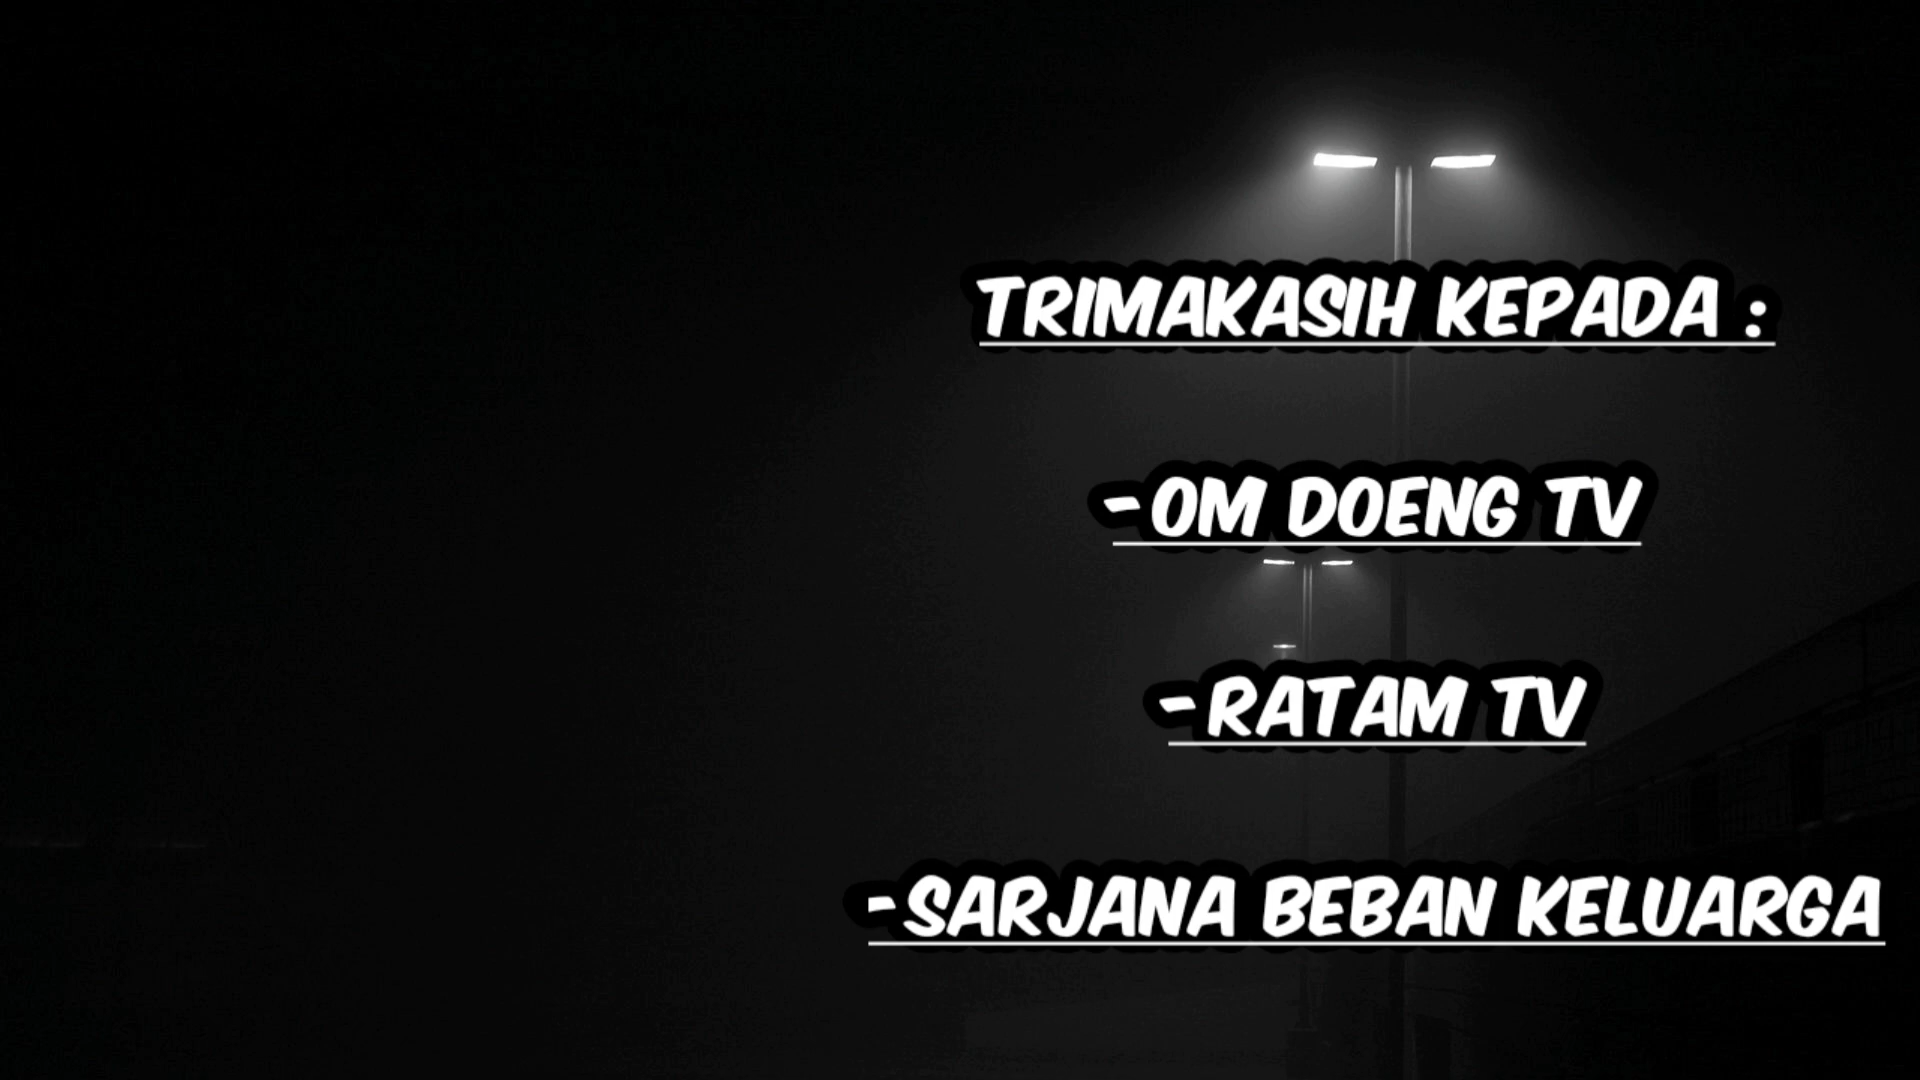 TRIMAKASIH KEPADA :
-OM DOENG TV
-RATAM TV
-SARJANA BEBAN KELUARGA